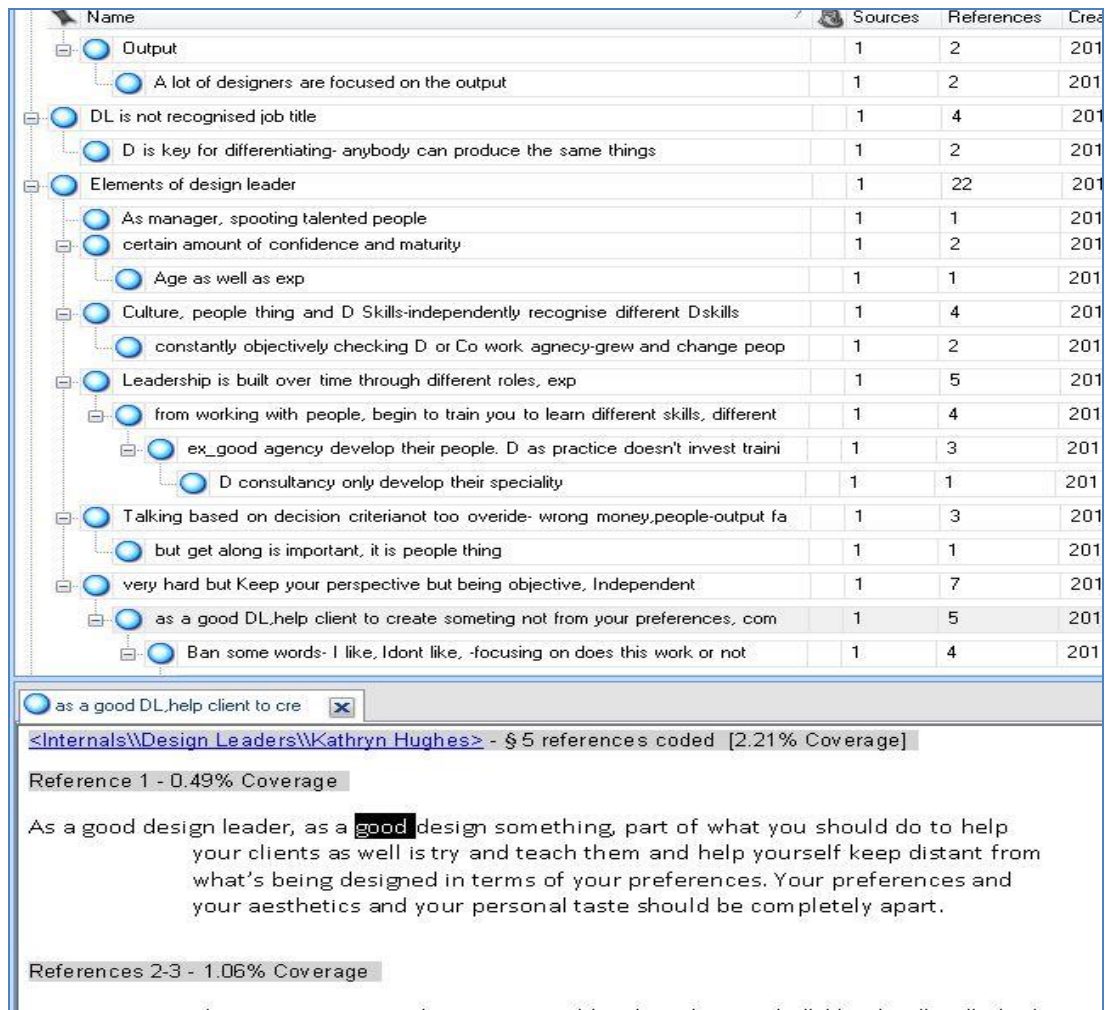 Name Sources References Crea
Output 1 2 201
A lot of designers are focused on the output 1 2 201
DL is not recognised job title 1 4 201
D is key for differentiating- anybody can produce the same things 1 2 201
Elements of design leader 1 22 201
As manager, spooting talented people 1 1 201
certain amount of confidence and maturity 1 2 201
Age as well as exp 1 1 201
Culture, people thing and D Skills-independently recognise different Dskills 1 4 201
constantly objectively checking D or Co work agnecy-grew and change peop 1 2 201
Leadership is built over time through different roles, exp 1 5 201
from working with people, begin to train you to learn different skills, different 1 4 201
ex_good agency develop their people. D as practice doesn't invest traini 1 3 201
D consultancy only develop their speciality 1 1 201
Talking based on decision criterianot too overide- wrong money,people-output fa 1 3 201
but get along is important, it is people thing 1 1 201
very hard but Keep your perspective but being objective, Independent 1 7 201
as a good DL,help client to create someting not from your preferences, com 1 5 201
Ban some words- I like, Idont like, -focusing on does this work or not 1 4 201
as a good DL,help client to cre
<Internals\\Design Leaders\\Kathryn Hughes> - § 5 references coded [2.21% Coverage]
Reference 1 - 0.49% Coverage
As a good design leader, as a good design something, part of what you should do to help
your clients as well is try and teach them and help yourself keep distant from
what's being designed in terms of your preferences. Your preferences and
your aesthetics and your personal taste should be completely apart.
References 2-3 - 1.06% Coverage